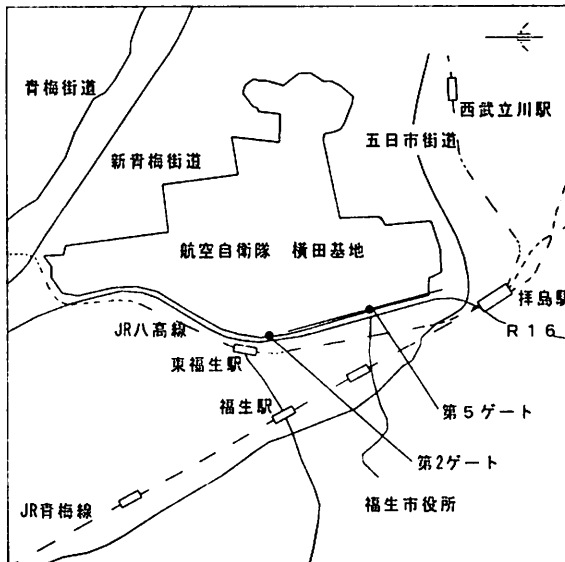 青梅街道
西武立川駅
五日市街道
新青梅街道
航空自衛隊 横田基地
拝島駅
R16
JR八高線
東福生駅
福生駅
第5ゲート
第2ゲート
福生市役所
JR青梅線